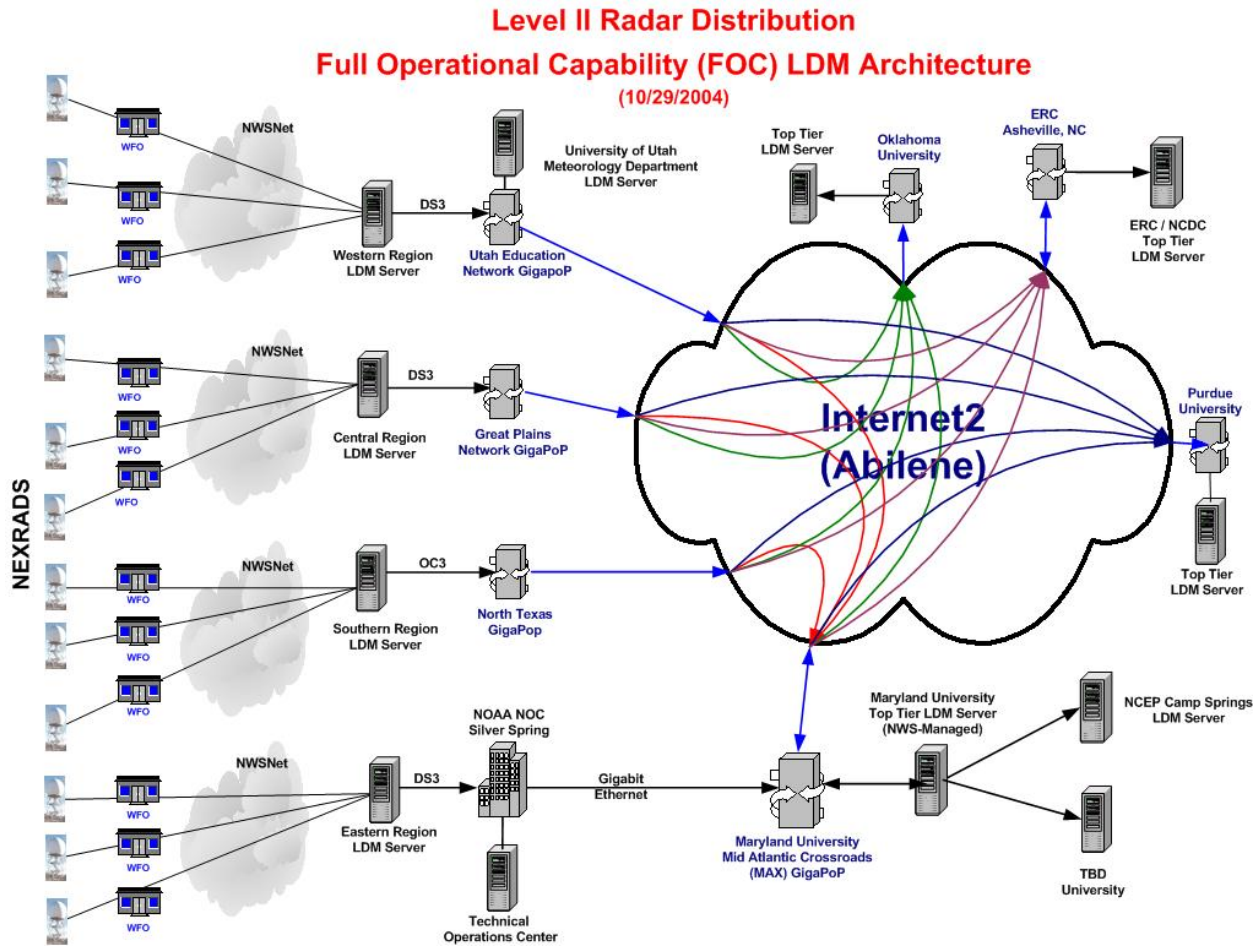 Level II Radar Distribution
Full Operational Capability (FOC) LDM Architecture
(10/29/2004)
NEXRADS
WFO
WFO
WFO
NWSNet
Western Region
LDM Server
DS3
University of Utah
Meteorology Department
LDM Server
Utah Education
Network GigapoP
Top Tier
LDM Server
Oklahoma
University
ERC
Asheville, NC
ERC / NCDC
Top Tier
LDM Server
WFO
WFO
WFO
NWSNet
Central Region
LDM Server
DS3
Great Plains
Network GigaPoP
Internet2
(Abilene)
Purdue
University
Top Tier
LDM Server
WFO
WFO
WFO
NWSNet
Southern Region
LDM Server
OC3
North Texas
GigaPop
WFO
WFO
WFO
NWSNet
Eastern Region
LDM Server
DS3
NOAA NOC
Silver Spring
Technical
Operations Center
Gigabit
Ethernet
Maryland University
Mid Atlantic Crossroads
(MAX) GigaPoP
Maryland University
Top Tier LDM Server
(NWS-Managed)
NCEP Camp Springs
LDM Server
TBD
University